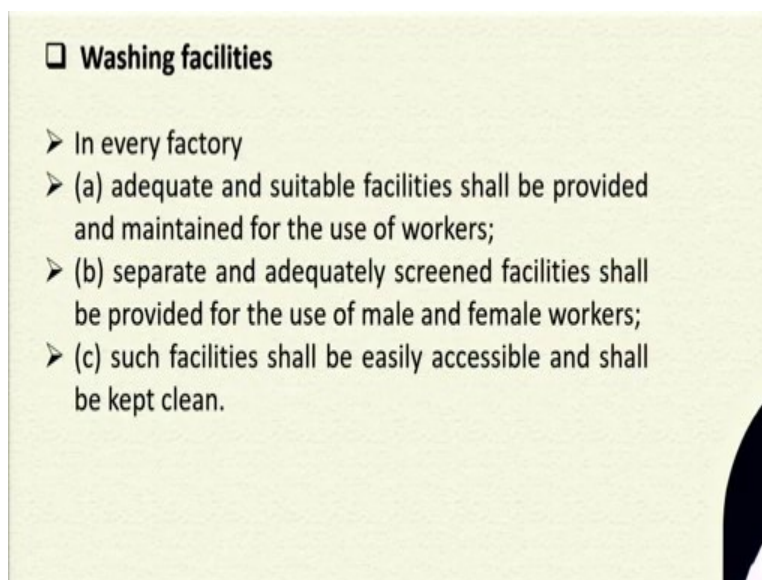 ❑ Washing facilities
➢ In every factory
➢ (a) adequate and suitable facilities shall be provided
and maintained for the use of workers;
➢ (b) separate and adequately screened facilities shall
be provided for the use of male and female workers;
➢ (c) such facilities shall be easily accessible and shall
be kept clean.